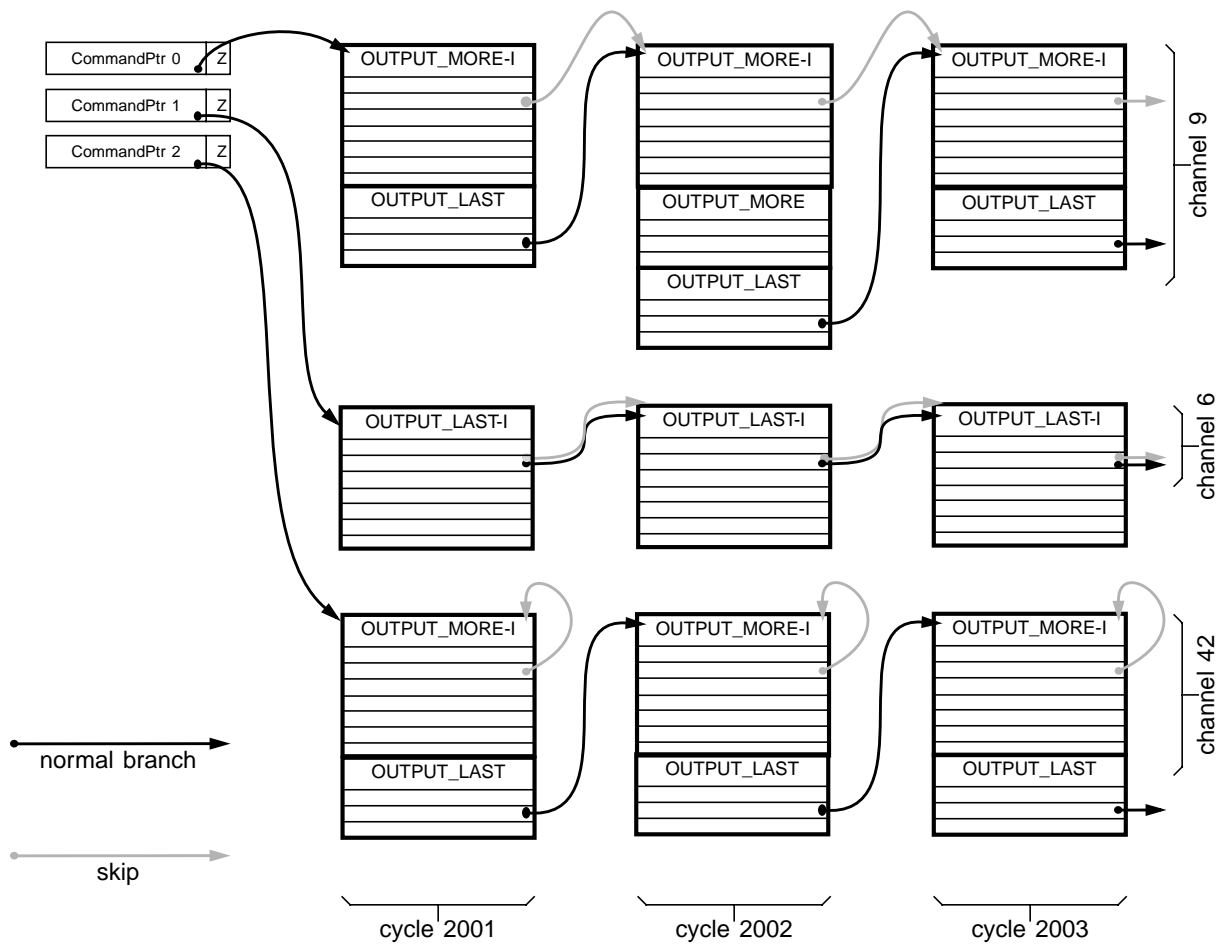 CommandPtr 0 Z
CommandPtr 1 Z
CommandPtr 2 Z
OUTPUT_MORE-I
OUTPUT_LAST
OUTPUT_MORE-I
OUTPUT_MORE
OUTPUT_LAST
OUTPUT_MORE-I
OUTPUT_LAST
channel 9
OUTPUT_LAST-I
OUTPUT_LAST-I
OUTPUT_LAST-I
channel 6
OUTPUT_MORE-I
OUTPUT_LAST
OUTPUT_MORE-I
OUTPUT_LAST
OUTPUT_MORE-I
OUTPUT_LAST
channel 42
normal branch
skip
cycle 2001
cycle 2002
cycle 2003